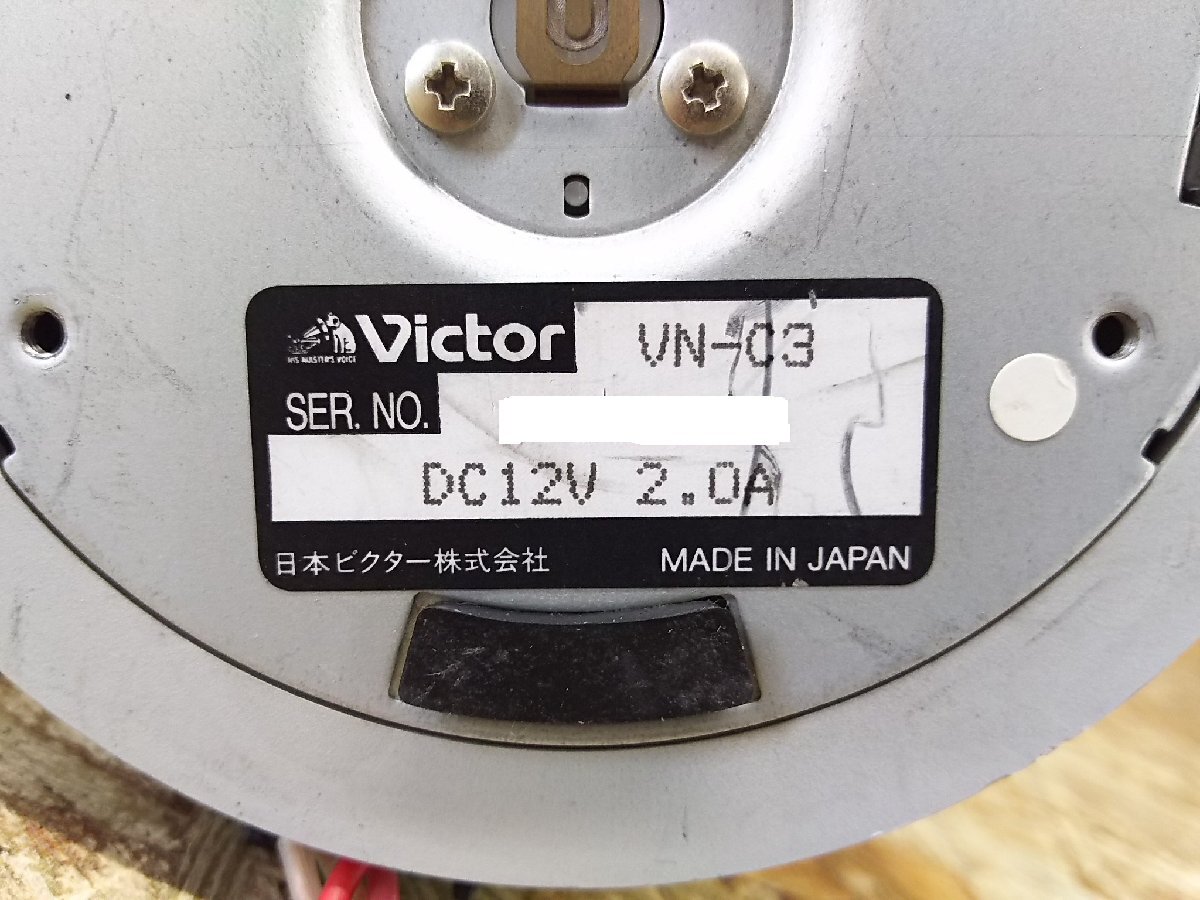 Victor VN-C3
HIS MASTER'S VOICE
SER. NO.
DC12V 2.0A
日本ビクター株式会社 MADE IN JAPAN